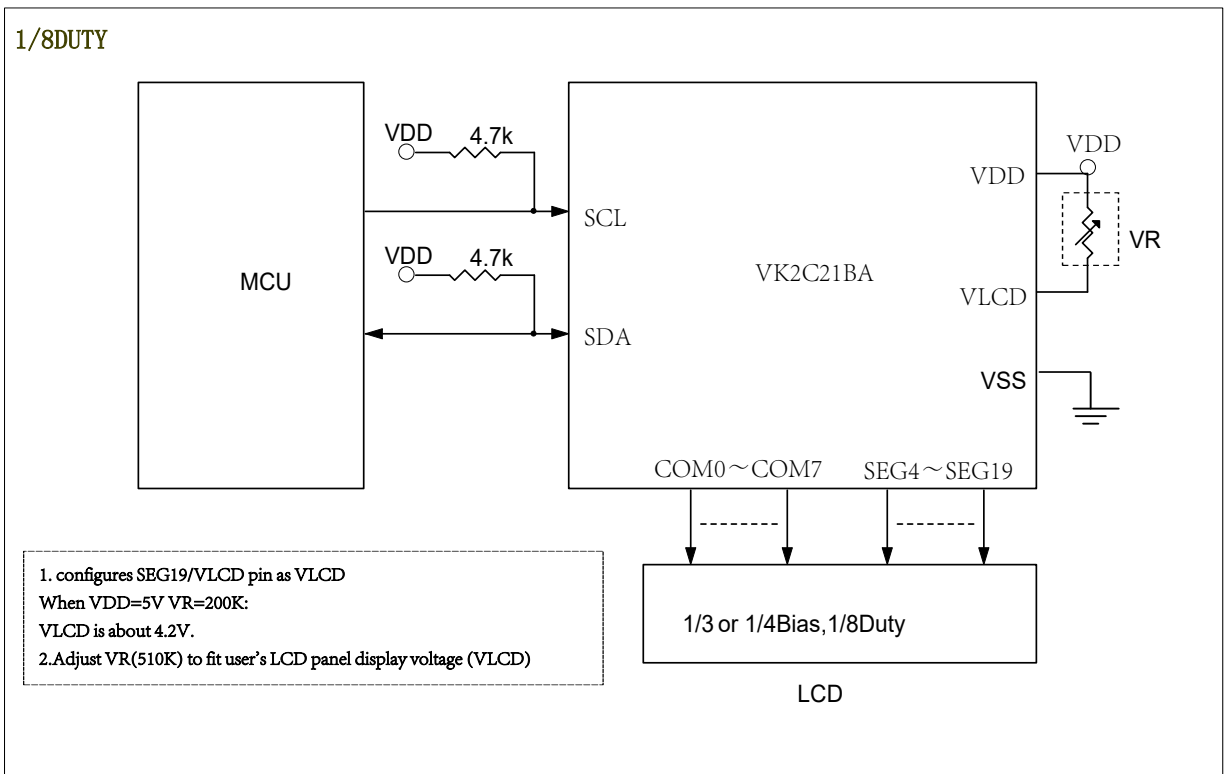 1/8DUTY
VDD 4.7k
VDD
VDD
SCL
VDD 4.7k
VR
MCU
VK2C21BA
VLCD
SDA
VSS
COM0～COM7 SEG4～SEG19
1. configures SEG19/VLCD pin as VLCD
When VDD=5V VR=200K:
VLCD is about 4.2V.
2.Adjust VR(510K) to fit user's LCD panel display voltage (VLCD)
1/3 or 1/4Bias,1/8Duty
LCD